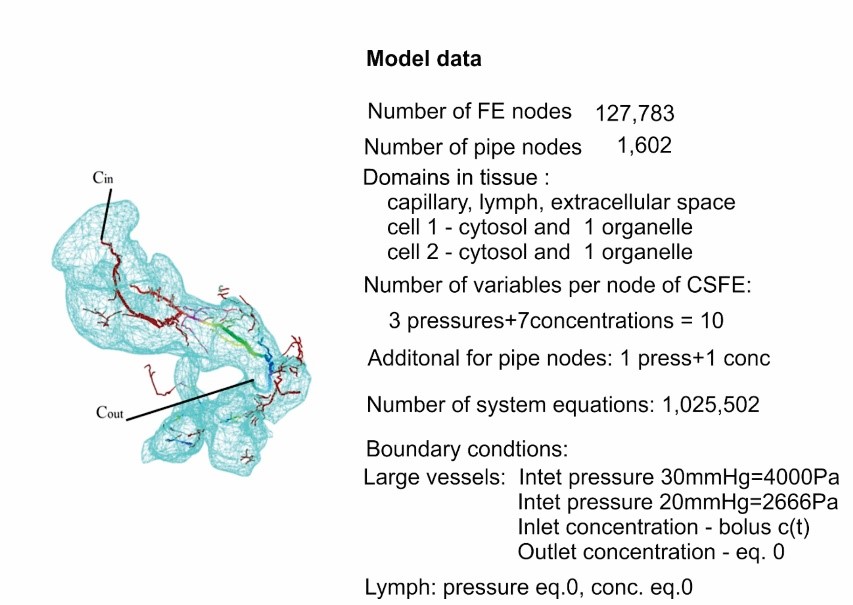 Model data
Number of FE nodes 127,783
Number of pipe nodes 1,602
Domains in tissue :
capillary, lymph, extracellular space
cell 1 - cytosol and 1 organelle
cell 2 - cytosol and 1 organelle
Number of variables per node of CSFE:
3 pressures+7concentrations = 10
Additonal for pipe nodes: 1 press+1 conc
Number of system equations: 1,025,502
Boundary condtions:
Large vessels: Intet pressure 30mmHg=4000Pa
Intet pressure 20mmHg=2666Pa
Inlet concentration - bolus c(t)
Outlet concentration - eq. 0
Lymph: pressure eq.0, conc. eq.0
Cin
Cout